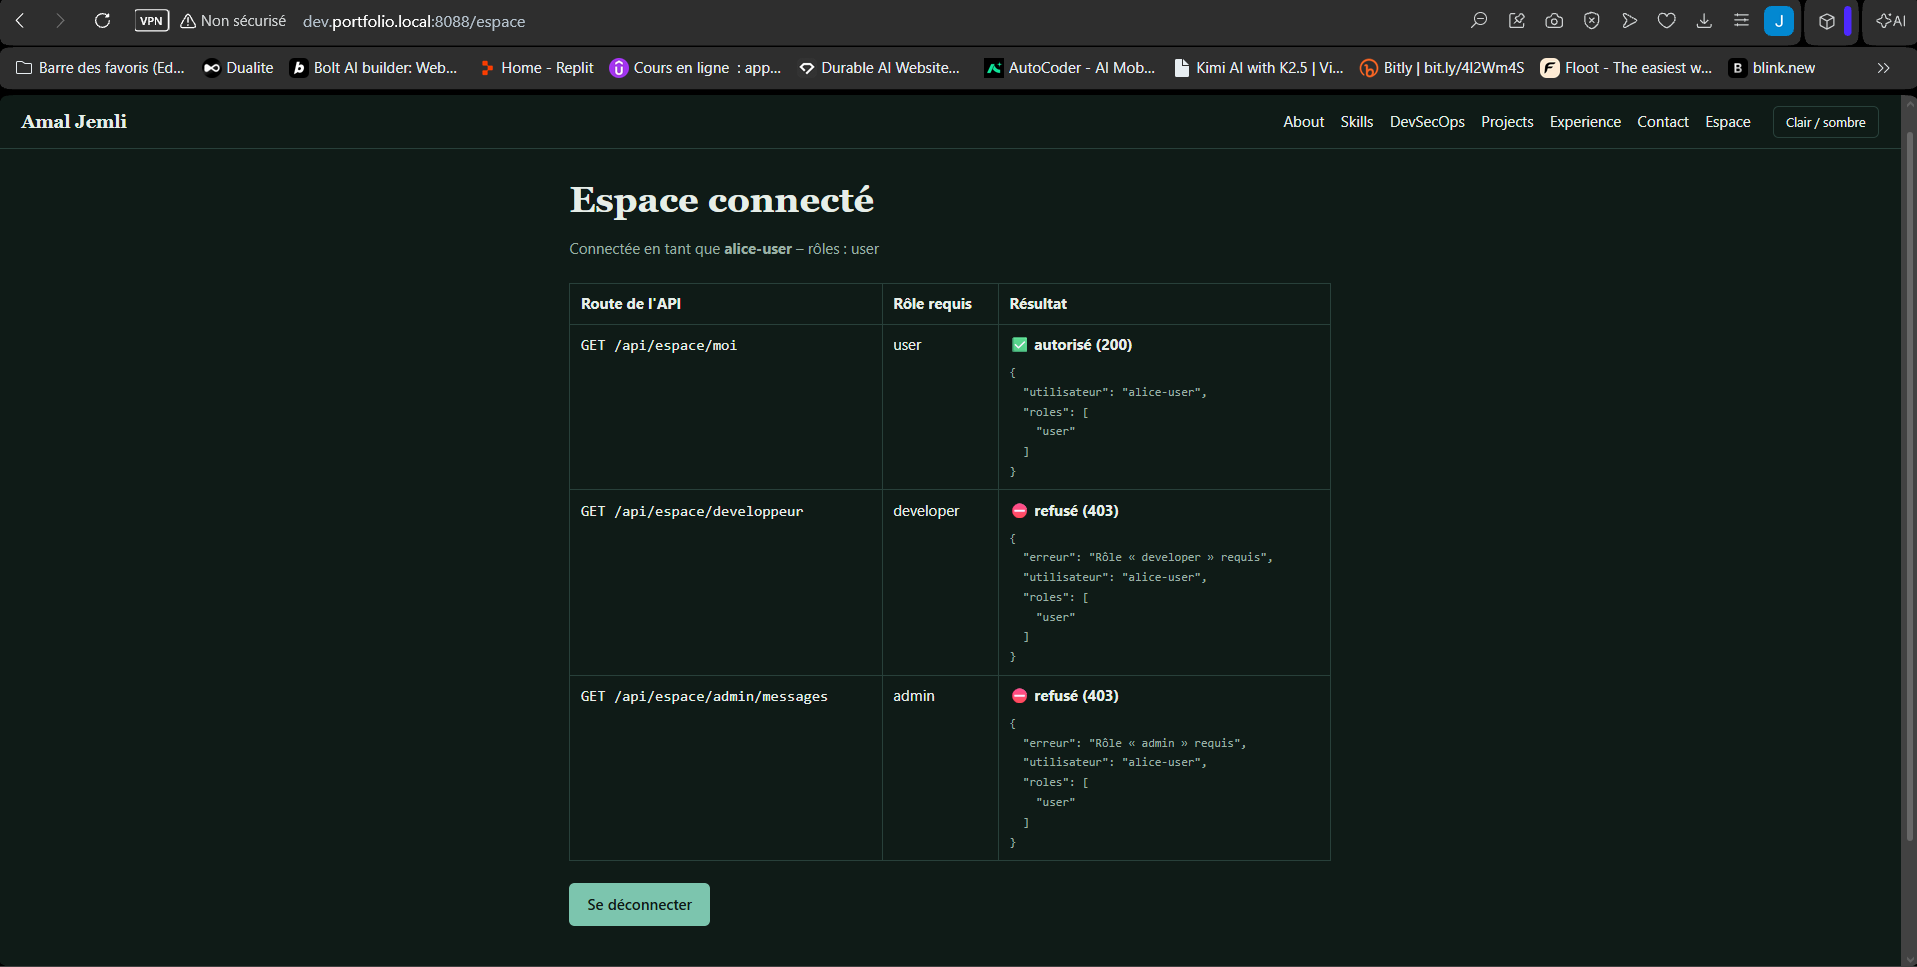 VPN Non sécurisé dev.portfolio.local:8088/espace J AI
Barre des favoris (Ed... Dualite Bolt AI builder: Web... Home - Replit Cours en ligne : app... Durable AI Website... AutoCoder - AI Mob... Kimi AI with K2.5 | Vi... Bitly | bit.ly/4l2Wm4S Floot - The easiest w... blink.new
Amal Jemli About Skills DevSecOps Projects Experience Contact Espace Clair / sombre
Espace connecté
Connectée en tant que alice-user – rôles : user
Route de l'API Rôle requis Résultat
GET /api/espace/moi user ✅ autorisé (200)
{
"utilisateur": "alice-user",
"roles": [
"user"
]
}
GET /api/espace/developpeur developer ⛔ refusé (403)
{
"erreur": "Rôle « developer » requis",
"utilisateur": "alice-user",
"roles": [
"user"
]
}
GET /api/espace/admin/messages admin ⛔ refusé (403)
{
"erreur": "Rôle « admin » requis",
"utilisateur": "alice-user",
"roles": [
"user"
]
}
Se déconnecter